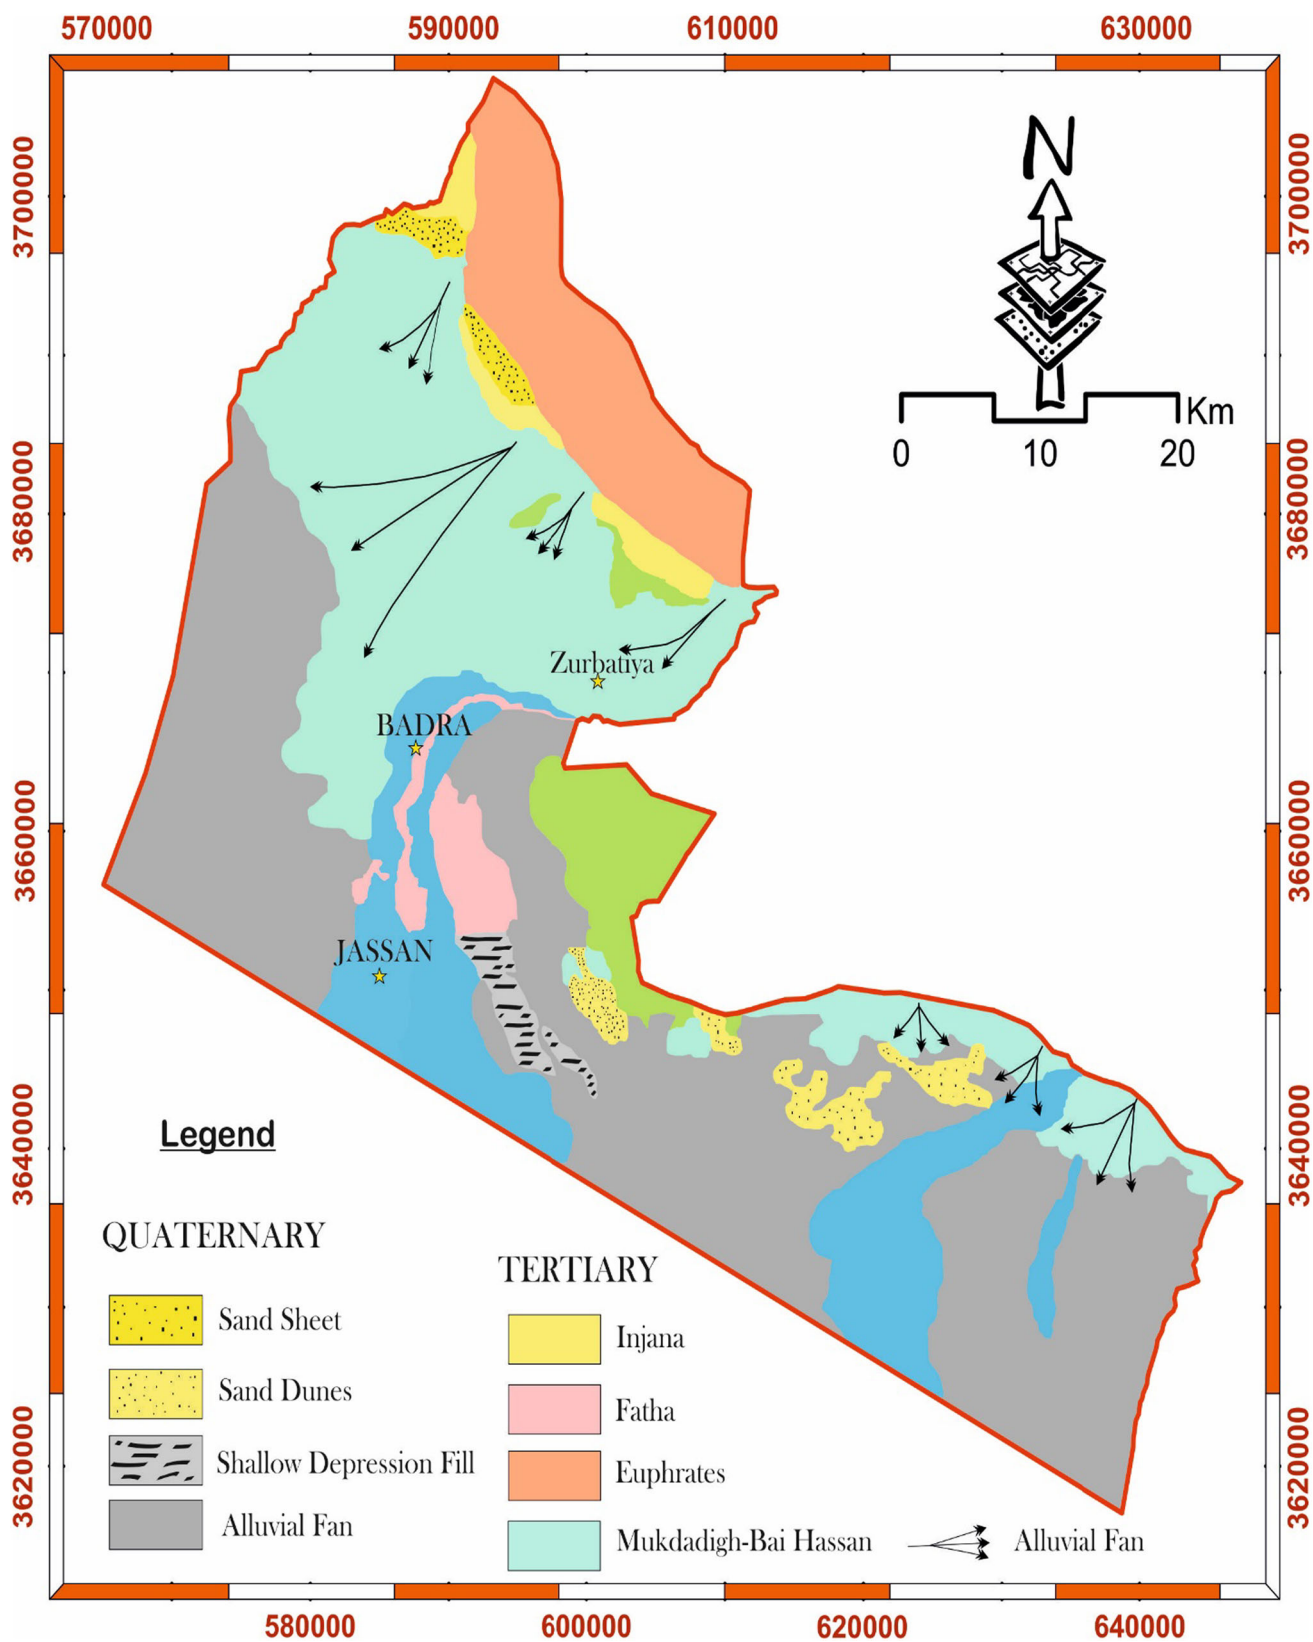 570000 590000 610000 630000
N
3700000 3700000
Km
0 10 20
3680000 3680000
Zurbatiya
BADRA
3660000 3660000
JASSAN
3640000 3640000
Legend
QUATERNARY
Sand Sheet
Sand Dunes
Shallow Depression Fill
Alluvial Fan
TERTIARY
Injana
Fatha
Euphrates
Mukdadigh-Bai Hassan
Alluvial Fan
3620000 3620000
580000 600000 620000 640000